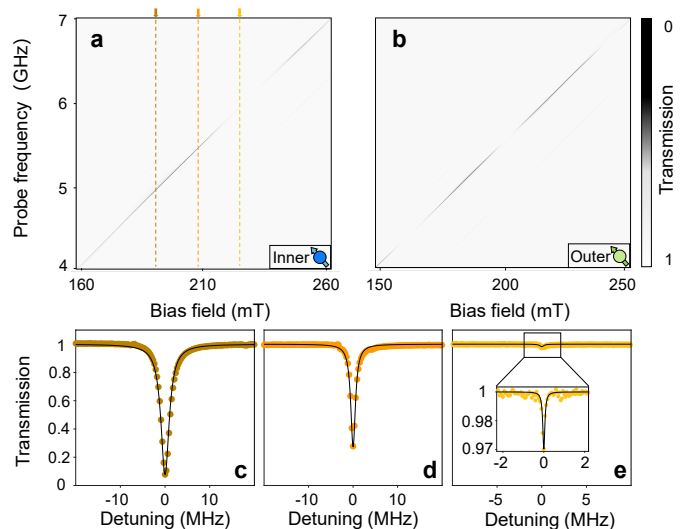 a
b
7
6
5
4
Probe frequency (GHz)
Inner
Outer
160
210
260
150
200
250
Bias field (mT)
Bias field (mT)
0
1
Transmission
1
0.8
0.6
0.4
0.2
0
Transmission
c
d
e
1
0.98
0.97
-2
0
2
-10
0
10
-10
0
10
-5
0
5
Detuning (MHz)
Detuning (MHz)
Detuning (MHz)